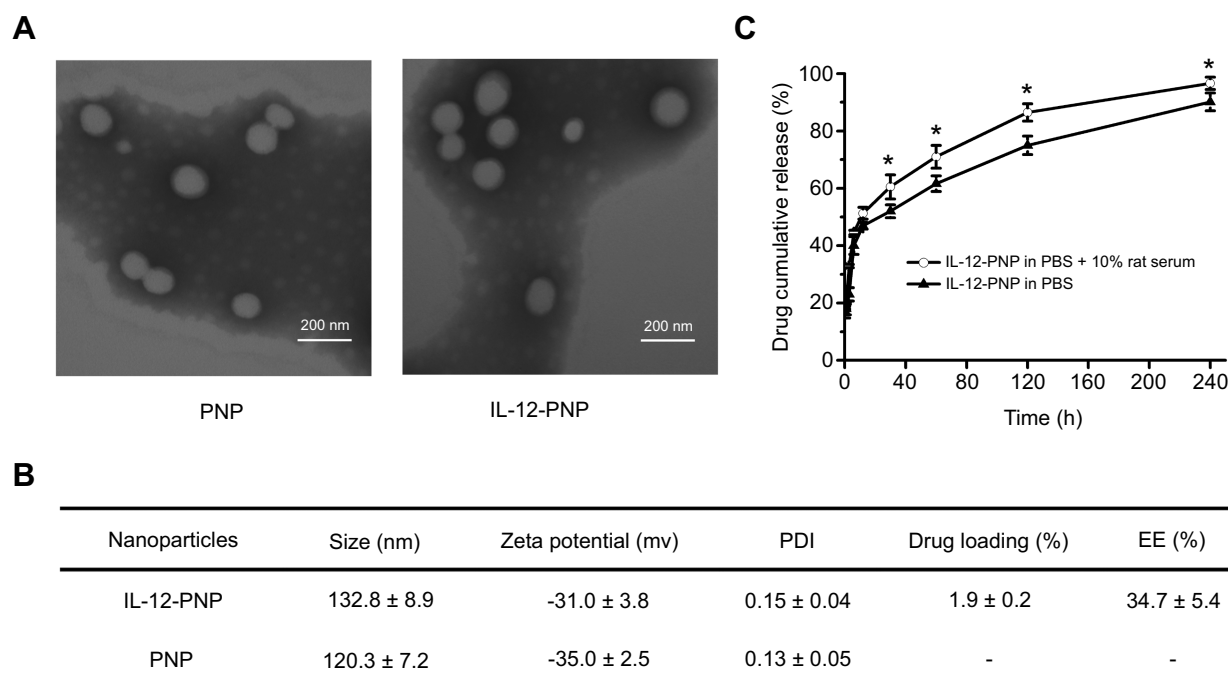 A
200 nm
PNP
200 nm
IL-12-PNP
C
Drug cumulative release (%)
100
80
60
40
20
0
*
*
*
*
IL-12-PNP in PBS + 10% rat serum
IL-12-PNP in PBS
0 40 80 120 160 200 240
Time (h)
B
Nanoparticles Size (nm) Zeta potential (mv) PDI Drug loading (%) EE (%)
IL-12-PNP 132.8 ± 8.9 -31.0 ± 3.8 0.15 ± 0.04 1.9 ± 0.2 34.7 ± 5.4
PNP 120.3 ± 7.2 -35.0 ± 2.5 0.13 ± 0.05 - -